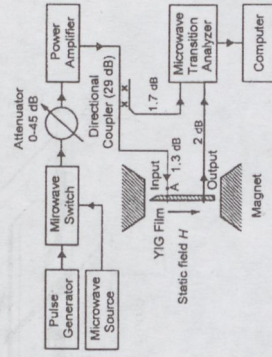 Pulse
Generator
Microwave
Source
Mirowave
Switch
Attenuator
0-45 dB
Power
Amplifier
Directional
Coupler (29 dB)
1.7 dB
Microwave
Transition
Analyzer
Computer
1.3 dB
2 dB
Input
A
Output
YIG Film
Static field H
Magnet